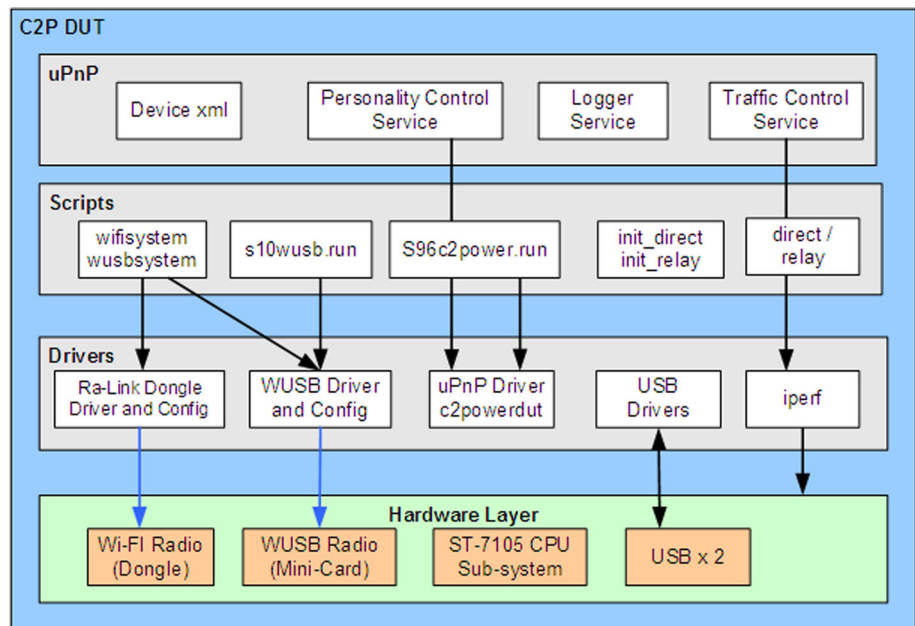 C2P DUT
uPnP
Device xml
Personality Control
Service
Logger
Service
Traffic Control
Service
Scripts
wifisystem
wusbsystem
s10wusb.run
S96c2power.run
init_direct
init_relay
direct /
relay
Drivers
Ra-Link Dongle
Driver and Config
WUSB Driver
and Config
uPnP Driver
c2powerdut
USB
Drivers
iperf
Hardware Layer
Wi-FI Radio
(Dongle)
WUSB Radio
(Mini-Card)
ST-7105 CPU
Sub-system
USB x 2